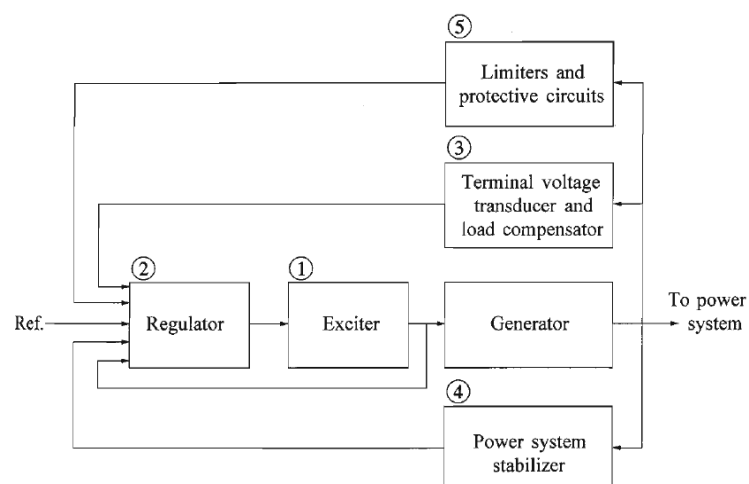 ⑤
Limiters and
protective circuits
③
Terminal voltage
transducer and
load compensator
②
①
Ref.
Regulator
Exciter
Generator
To power
system
④
Power system
stabilizer